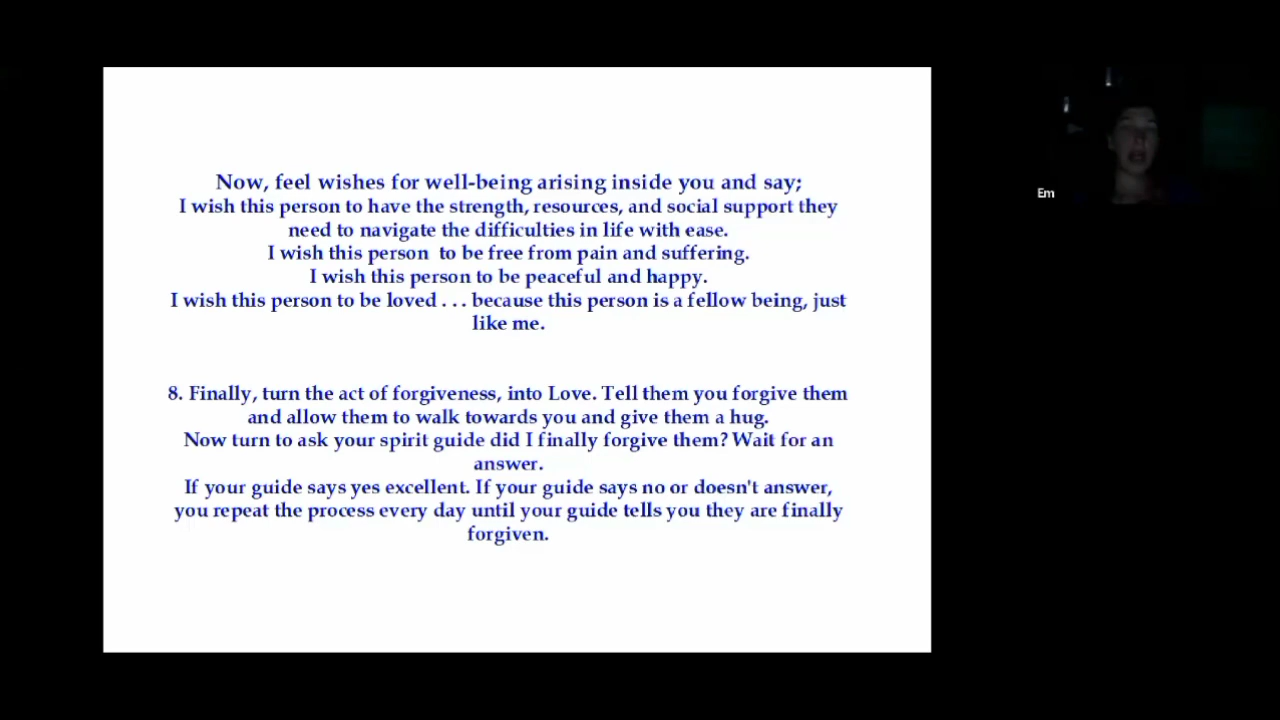 Now, feel wishes for well-being arising inside you and say;
I wish this person to have the strength, resources, and social support they
need to navigate the difficulties in life with ease.
I wish this person  to be free from pain and suffering.
I wish this person to be peaceful and happy.
I wish this person to be loved . . . because this person is a fellow being, just
like me.
8. Finally, turn the act of forgiveness, into Love. Tell them you forgive them
and allow them to walk towards you and give them a hug.
Now turn to ask your spirit guide did I finally forgive them? Wait for an
answer.
If your guide says yes excellent. If your guide says no or doesn't answer,
you repeat the process every day until your guide tells you they are finally
forgiven.
Em